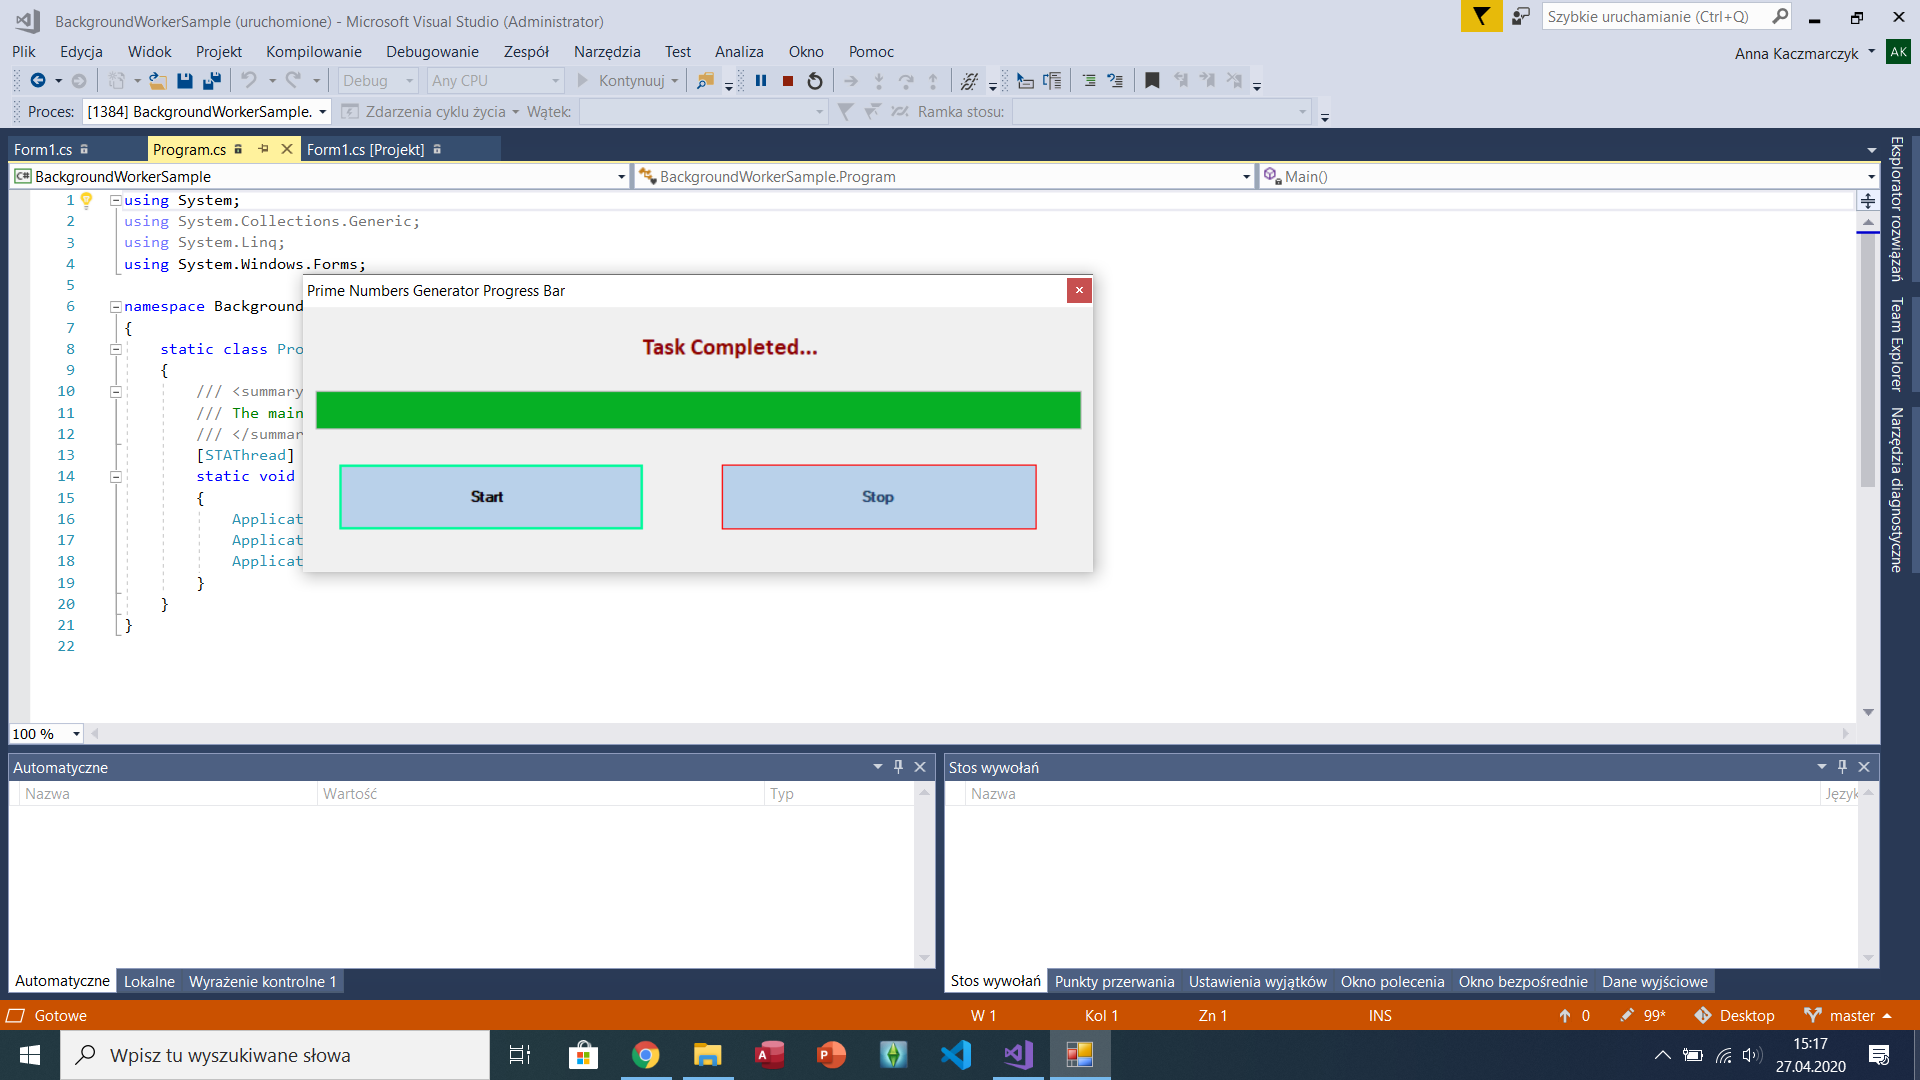 BackgroundWorkerSample (uruchomione) - Microsoft Visual Studio (Administrator)
Szybkie uruchamianie (Ctrl+Q)
Plik Edycja Widok Projekt Kompilowanie Debugowanie Zespół Narzędzia Test Analiza Okno Pomoc
Anna Kaczmarczyk AK
Debug Any CPU Kontynuuj
Proces: [1384] BackgroundWorkerSample. Zdarzenia cyklu życia Wątek: Ramka stosu:
Form1.cs Program.cs Form1.cs [Projekt]
C# BackgroundWorkerSample BackgroundWorkerSample.Program Main()
1 using System;
2 using System.Collections.Generic;
3 using System.Linq;
4 using System.Windows.Forms;
5
6 namespace Background
7 {
8 static class Pro
9 {
10 /// <summary
11 /// The main
12 /// </summar
13 [STAThread]
14 static void
15 {
16 Applicat
17 Applicat
18 Applicat
19 }
20 }
21 }
22
Prime Numbers Generator Progress Bar
Task Completed...
Start Stop
Eksplorator rozwiązań
Team Explorer
Narzędzia diagnostyczne
100 %
Automatyczne
Nazwa Wartość Typ
Automatyczne Lokalne Wyrażenie kontrolne 1
Stos wywołań
Nazwa Język
Stos wywołań Punkty przerwania Ustawienia wyjątków Okno polecenia Okno bezpośrednie Dane wyjściowe
Gotowe W 1 Kol 1 Zn 1 INS 0 99* Desktop master
Wpisz tu wyszukiwane słowa
15:17
27.04.2020